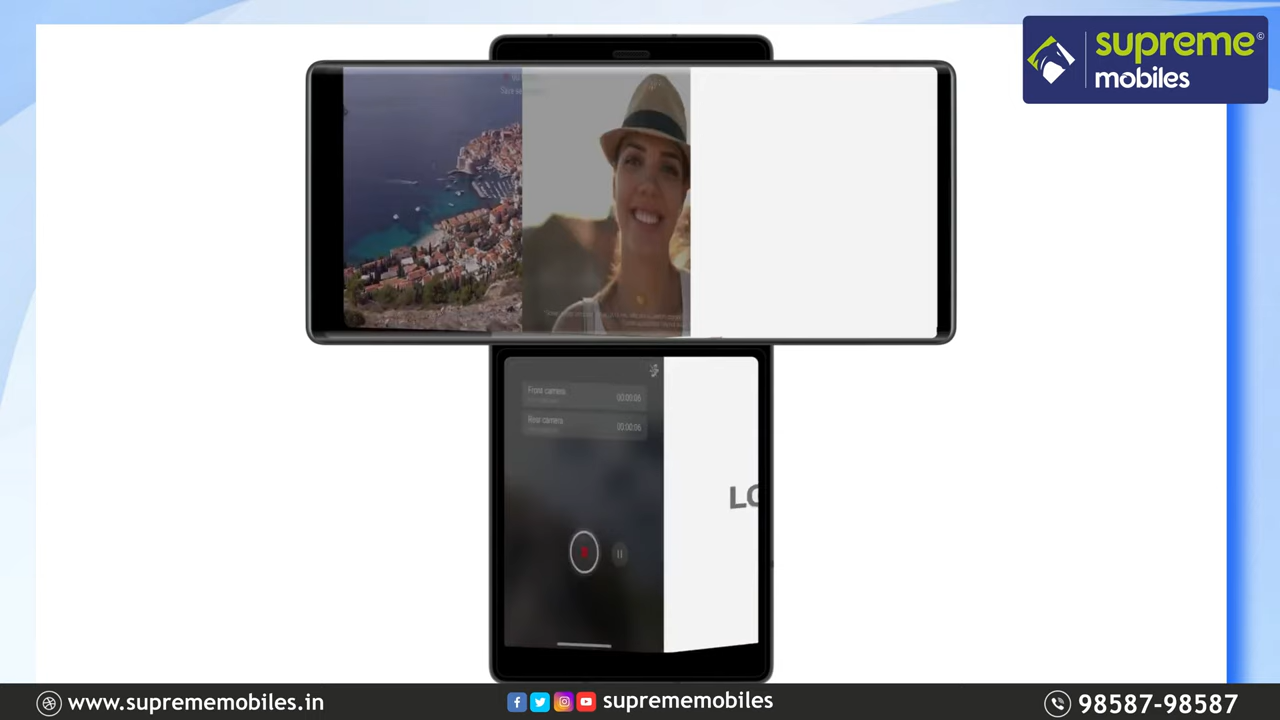 supreme
mobiles
Front camera
00:00:06
Rear camera
00:00:06
LG
www.suprememobiles.in
suprememobiles
98587-98587